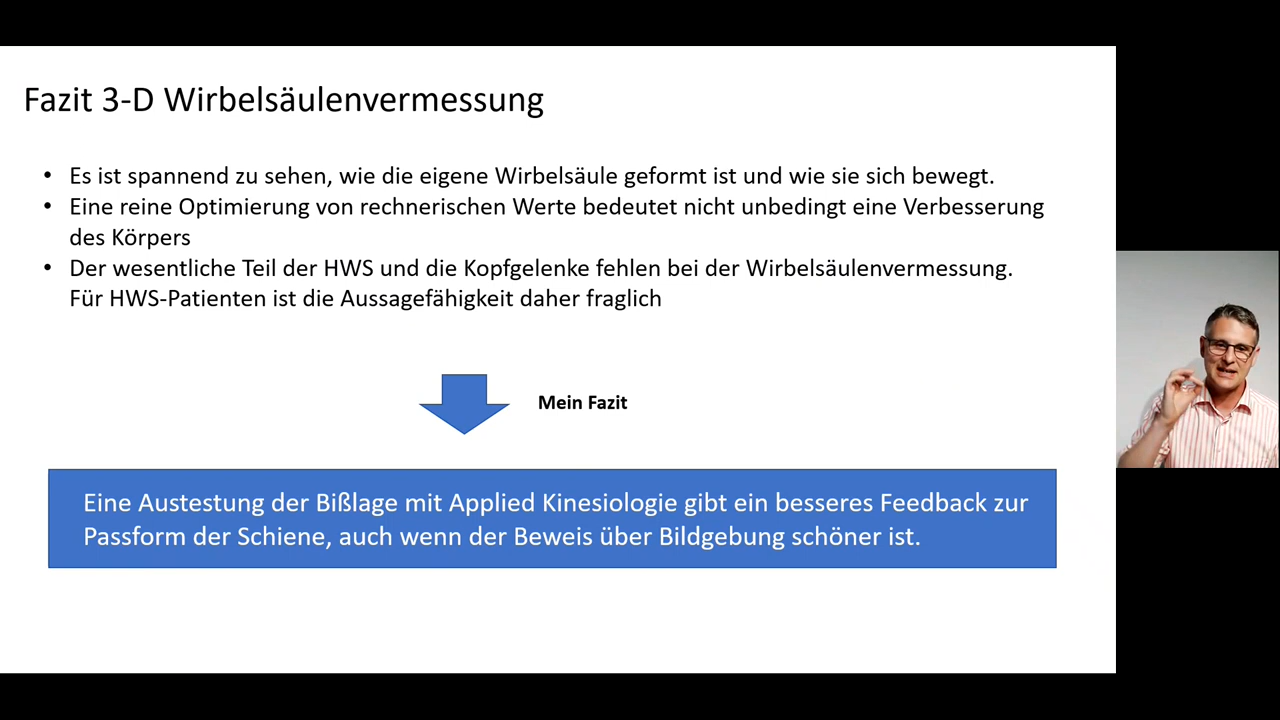 Fazit 3-D Wirbelsäulenvermessung
• Es ist spannend zu sehen, wie die eigene Wirbelsäule geformt ist und wie sie sich bewegt.
• Eine reine Optimierung von rechnerischen Werte bedeutet nicht unbedingt eine Verbesserung
des Körpers
• Der wesentliche Teil der HWS und die Kopfgelenke fehlen bei der Wirbelsäulenvermessung.
Für HWS-Patienten ist die Aussagefähigkeit daher fraglich
Mein Fazit
Eine Austestung der Bißlage mit Applied Kinesiologie gibt ein besseres Feedback zur
Passform der Schiene, auch wenn der Beweis über Bildgebung schöner ist.